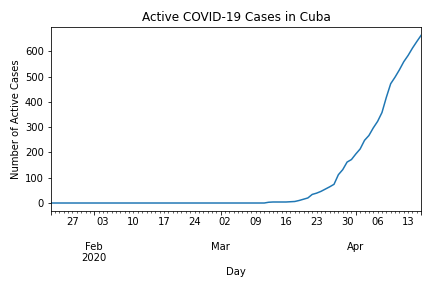 Active COVID-19 Cases in Cuba
Number of Active Cases
600
500
400
300
200
100
0
27 03 10 17 24 02 09 16 23 30 06 13
Feb Mar Apr
2020
Day